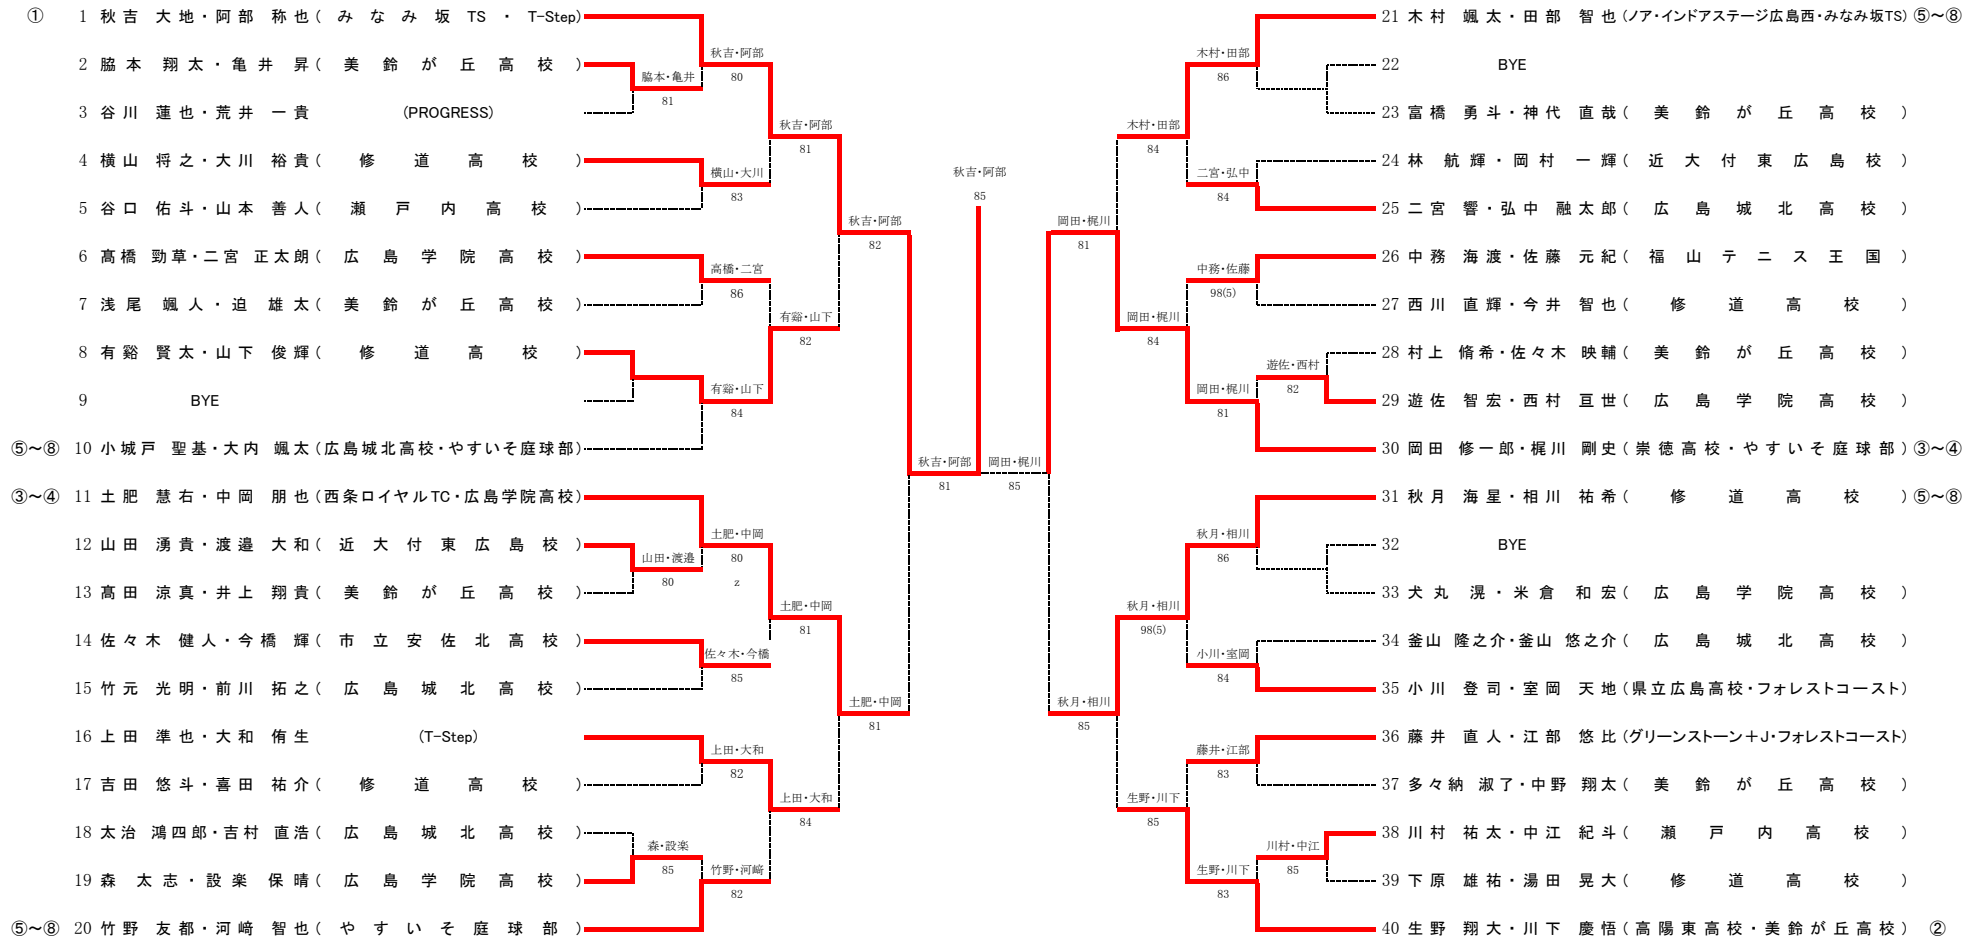 ① 1 秋吉 大地・阿部 称也(みなみ坂TS・T-Step)
2 脇本 翔太・亀井 昇(美鈴が丘高校)
3 谷川 蓮也・荒井 一貴 (PROGRESS)
4 横山 将之・大川 裕貴(修道高校)
5 谷口 佑斗・山本 善人(瀬戸内高校)
6 髙橋 勁草・二宮 正太朗(広島学院高校)
7 浅尾 颯人・迫 雄太(美鈴が丘高校)
8 有谿 賢太・山下 俊輝(修道高校)
9 BYE
⑤~⑧ 10 小城戸 聖基・大内 颯太(広島城北高校・やすいそ庭球部)
③~④ 11 土肥 慧右・中岡 朋也(西条ロイヤルTC・広島学院高校)
12 山田 湧貴・渡邉 大和(近大付東広島校)
13 髙田 涼真・井上 翔貴(美鈴が丘高校)
14 佐々木 健人・今橋 輝(市立安佐北高校)
15 竹元 光明・前川 拓之(広島城北高校)
16 上田 準也・大和 侑生 (T-Step)
17 吉田 悠斗・喜田 祐介(修道高校)
18 太治 鴻四郎・吉村 直浩(広島城北高校)
19 森 太志・設楽 保晴(広島学院高校)
⑤~⑧ 20 竹野 友都・河﨑 智也(やすいそ庭球部)
脇本・亀井
81
山田・渡邉
80
森・設楽
85
秋吉・阿部
80
横山・大川
83
高橋・二宮
86
有谿・山下
84
土肥・中岡
80
z
佐々木・今橋
85
上田・大和
82
竹野・河﨑
82
秋吉・阿部
81
有谿・山下
82
土肥・中岡
81
上田・大和
84
秋吉・阿部
82
土肥・中岡
81
秋吉・阿部
81
秋吉・阿部
85
岡田・梶川
85
岡田・梶川
81
秋月・相川
85
木村・田部
84
岡田・梶川
84
秋月・相川
98(5)
生野・川下
85
木村・田部
86
二宮・弘中
84
中務・佐藤
98(5)
岡田・梶川
81
秋月・相川
86
小川・室岡
84
藤井・江部
83
生野・川下
83
遊佐・西村
82
川村・中江
85
21 木村 颯太・田部 智也(ノア・インドアステージ広島西・みなみ坂TS) ⑤~⑧
22 BYE
23 富橋 勇斗・神代 直哉(美鈴が丘高校)
24 林 航輝・岡村 一輝(近大付東広島校)
25 二宮 響・弘中 融太郎(広島城北高校)
26 中務 海渡・佐藤 元紀(福山テニス王国)
27 西川 直輝・今井 智也(修道高校)
28 村上 脩希・佐々木 映輔(美鈴が丘高校)
29 遊佐 智宏・西村 亘世(広島学院高校)
30 岡田 修一郎・梶川 剛史(崇徳高校・やすいそ庭球部) ③~④
31 秋月 海星・相川 祐希(修道高校) ⑤~⑧
32 BYE
33 犬丸 滉・米倉 和宏(広島学院高校)
34 釜山 隆之介・釜山 悠之介(広島城北高校)
35 小川 登司・室岡 天地(県立広島高校・フォレストコースト)
36 藤井 直人・江部 悠比(グリーンストーン+J・フォレストコースト)
37 多々納 淑了・中野 翔太(美鈴が丘高校)
38 川村 祐太・中江 紀斗(瀬戸内高校)
39 下原 雄祐・湯田 晃大(修道高校)
40 生野 翔大・川下 慶悟(高陽東高校・美鈴が丘高校) ②